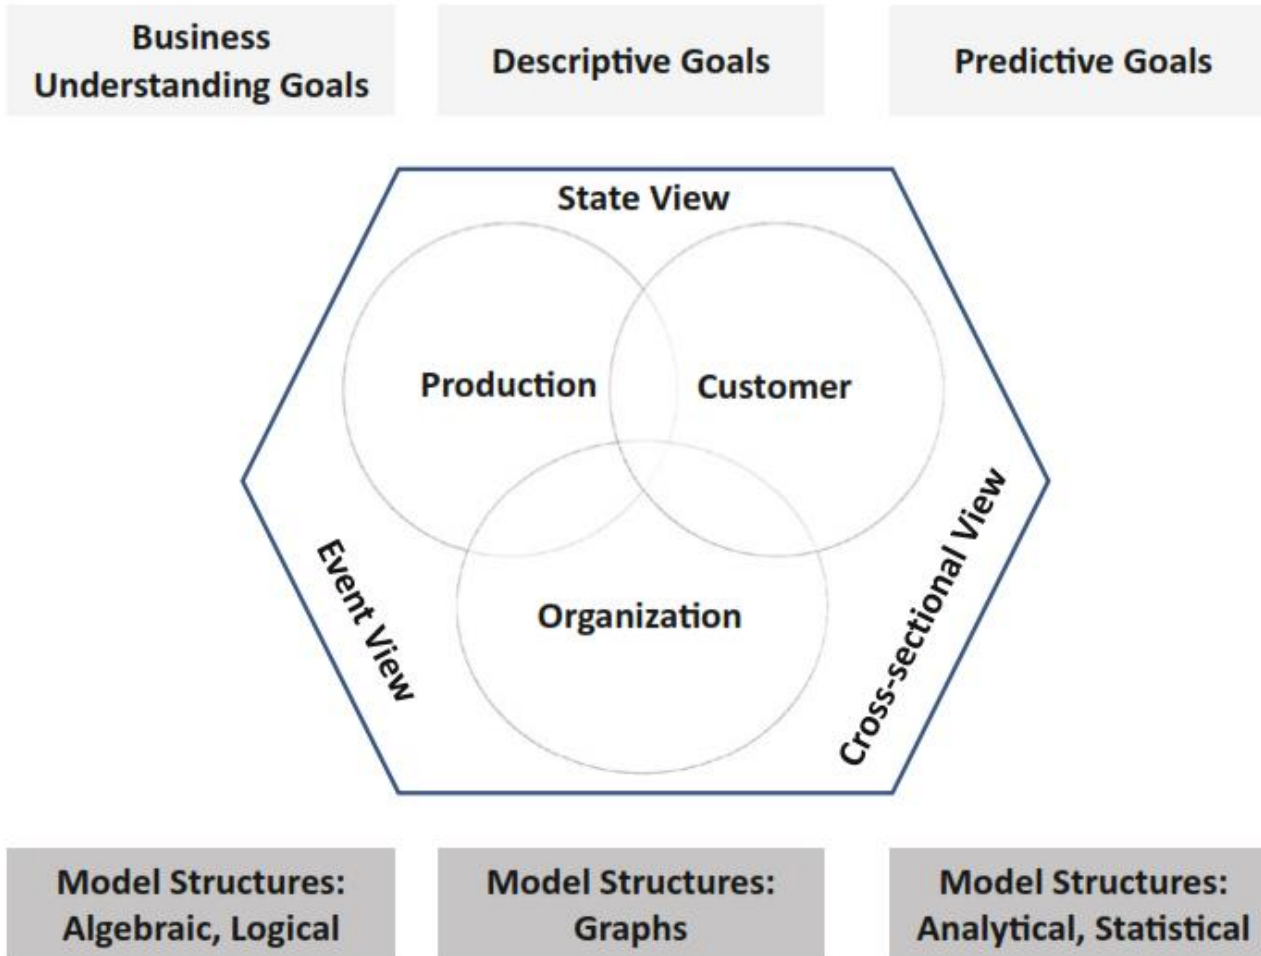 Business
Understanding Goals
Descriptive Goals
Predictive Goals
State View
Production
Customer
Event View
Organization
Cross-sectional View
Model Structures:
Algebraic, Logical
Model Structures:
Graphs
Model Structures:
Analytical, Statistical